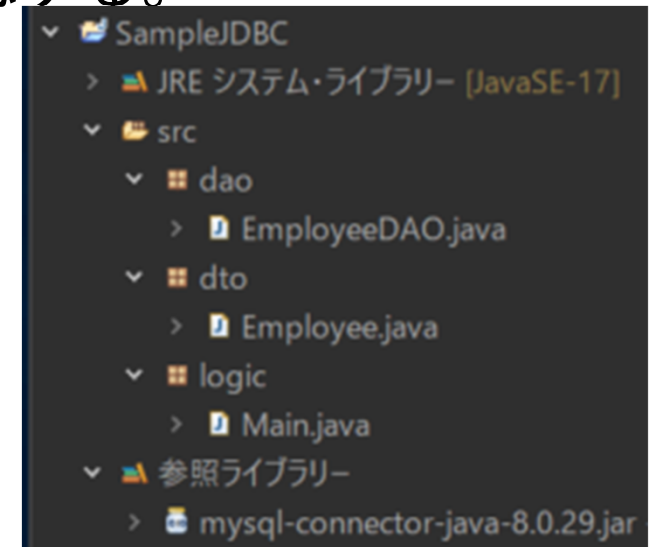 SampleJDBC
JRE システム・ライブラリー [JavaSE-17]
src
dao
EmployeeDAO.java
dto
Employee.java
logic
Main.java
参照ライブラリー
mysql-connector-java-8.0.29.jar